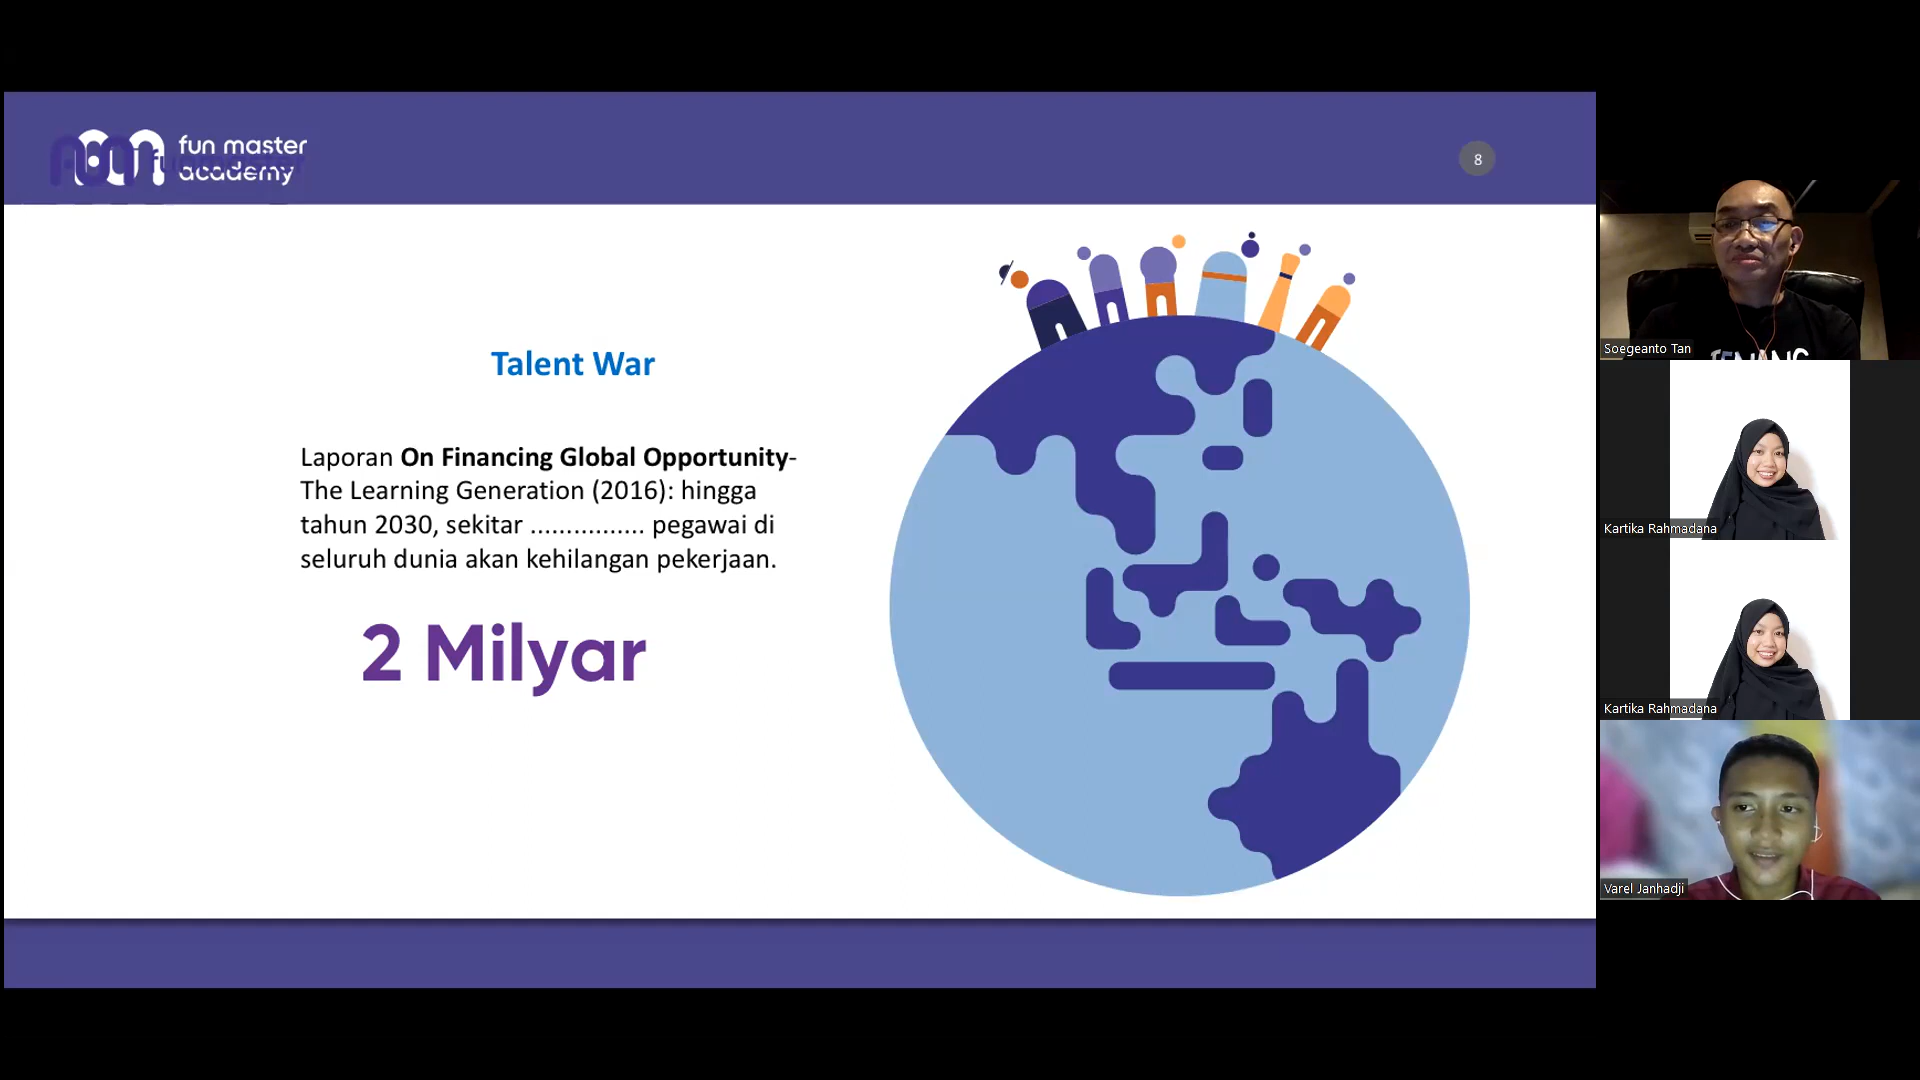 fun master
academy
8
Talent War
Laporan On Financing Global Opportunity-
The Learning Generation (2016): hingga
tahun 2030, sekitar ................ pegawai di
seluruh dunia akan kehilangan pekerjaan.
2 Milyar
Soegeanto Tan
Kartika Rahmadana
Kartika Rahmadana
Varel Janhadji